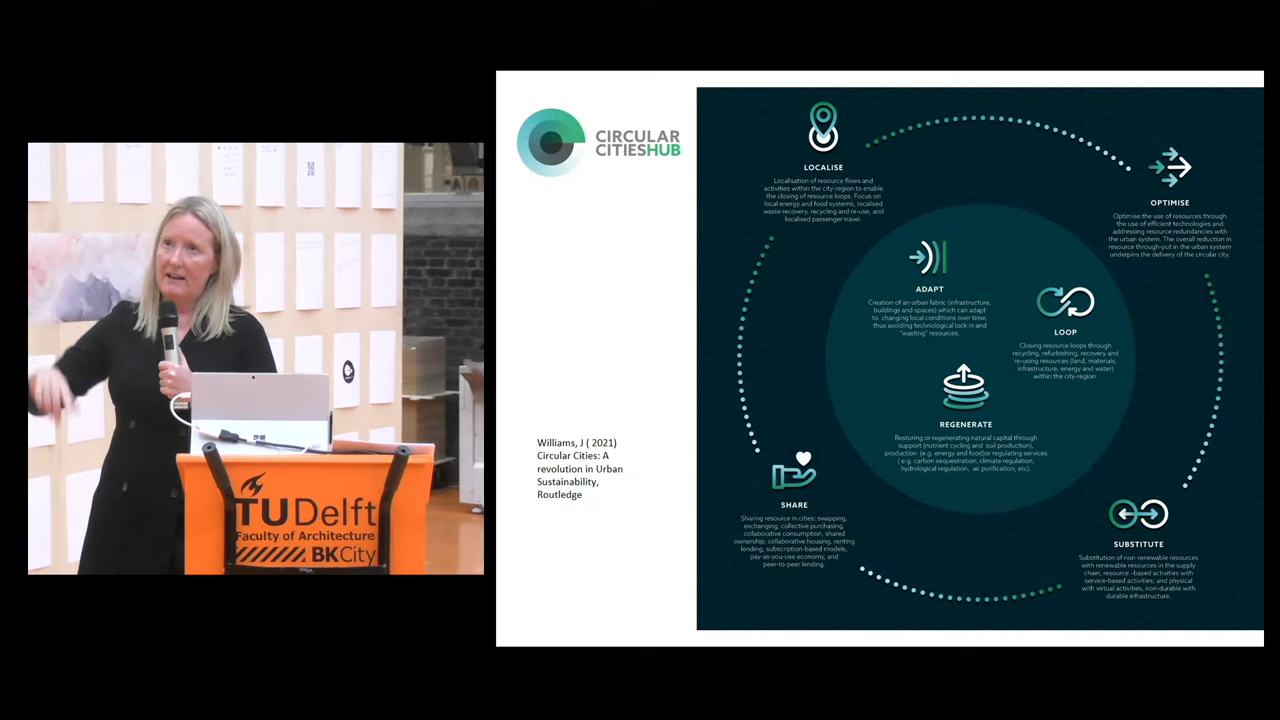 CIRCULAR
CITIESHUB
Williams, J ( 2021)
Circular Cities: A
revolution in Urban
Sustainability,
Routledge
LOCALISE
Localisation of resource flows and
activities within the city-region to enable
the closing of resource loops. Focus on
local energy and food systems, localised
waste recovery, recycling and re-use, and
localised passenger travel.
OPTIMISE
Optimise the use of resources through
the use of efficient technologies and
addressing resource redundancies with
the urban system. The overall reduction in
resource through-put in the urban system
underpins the delivery of the circular city.
ADAPT
Creation of an urban fabric (infrastructure,
buildings and spaces) which can adapt
to changing local conditions over time,
thus avoiding technological lock-in and
"wasting" resources.
LOOP
Closing resource loops through
recycling, refurbishing, recovery and
re-using resources (land, materials,
infrastructure, energy and water)
within the city-region.
REGENERATE
Restoring or regenerating natural capital through
support (nutrient cycling and soil production),
production (e.g. energy and food)or regulating services
( e.g. carbon sequestration, climate regulation,
hydrological regulation, air purification, etc).
SHARE
Sharing resource in cities: swapping,
exchanging, collective purchasing,
collaborative consumption, shared
ownership, collaborative housing, renting
lending, subscription-based models,
pay-as-you-use economy, and
peer-to-peer lending.
SUBSTITUTE
Substitution of non-renewable resources
with renewable resources in the supply
chain; resource -based activities with
service-based activities; and physical
with virtual activities, non-durable with
durable infrastructure.
TUDelft
Faculty of Architecture
BKCity